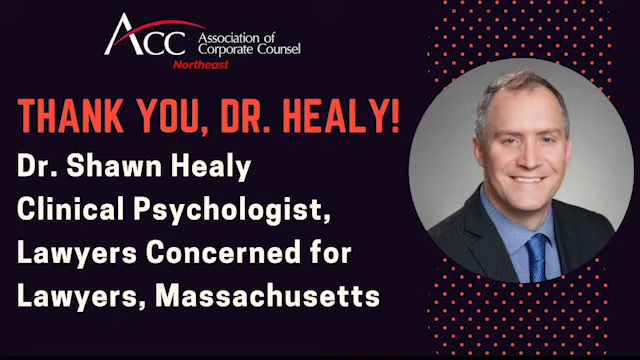 ACC
Association of
Corporate Counsel
Northeast
THANK YOU, DR. HEALY!
Dr. Shawn Healy
Clinical Psychologist,
Lawyers Concerned for
Lawyers, Massachusetts